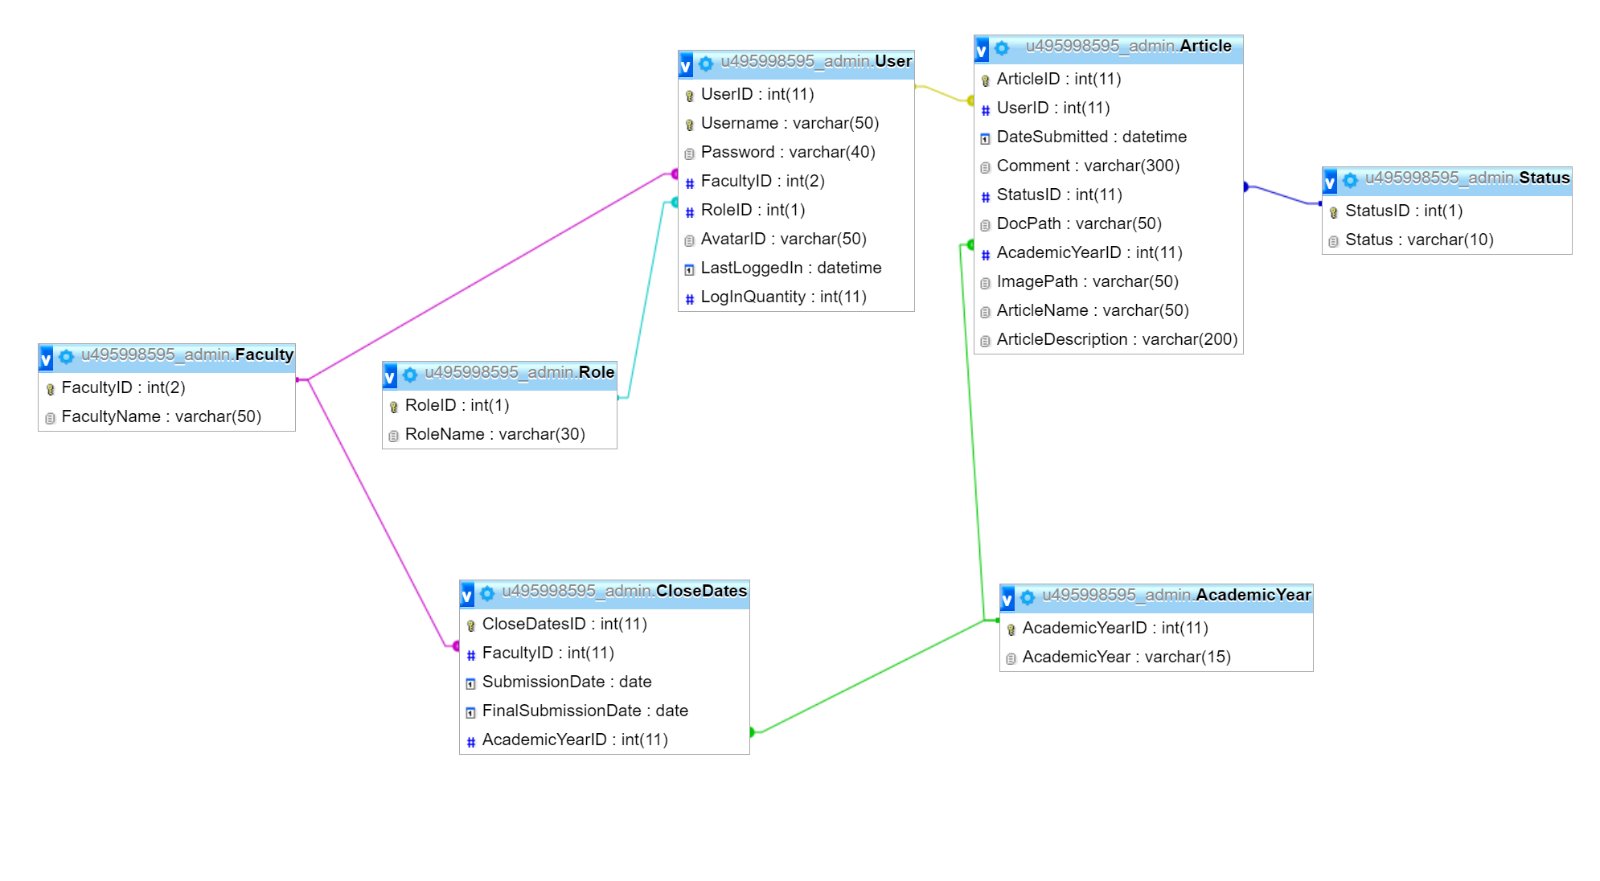 u495998595_admin.User
UserID : int(11)
Username : varchar(50)
Password : varchar(40)
FacultyID : int(2)
RoleID : int(1)
AvatarID : varchar(50)
LastLoggedIn : datetime
LogInQuantity : int(11)
u495998595_admin.Article
ArticleID : int(11)
UserID : int(11)
DateSubmitted : datetime
Comment : varchar(300)
StatusID : int(11)
DocPath : varchar(50)
AcademicYearID : int(11)
ImagePath : varchar(50)
ArticleName : varchar(50)
ArticleDescription : varchar(200)
u495998595_admin.Status
StatusID : int(1)
Status : varchar(10)
u495998595_admin.Faculty
FacultyID : int(2)
FacultyName : varchar(50)
u495998595_admin.Role
RoleID : int(1)
RoleName : varchar(30)
u495998595_admin.CloseDates
CloseDatesID : int(11)
FacultyID : int(11)
SubmissionDate : date
FinalSubmissionDate : date
AcademicYearID : int(11)
u495998595_admin.AcademicYear
AcademicYearID : int(11)
AcademicYear : varchar(15)